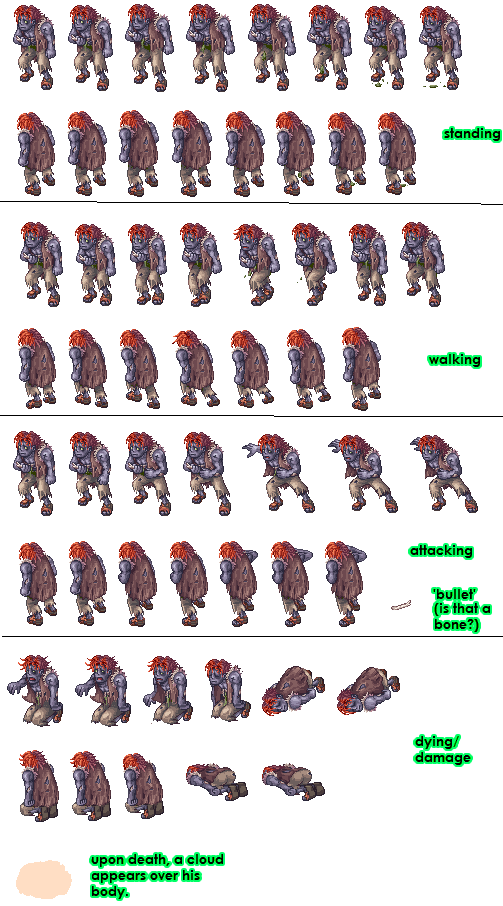 standing
walking
attacking
'bullet'
(is that a
bone?)
dying/
damage
upon death, a cloud
appears over his
body.